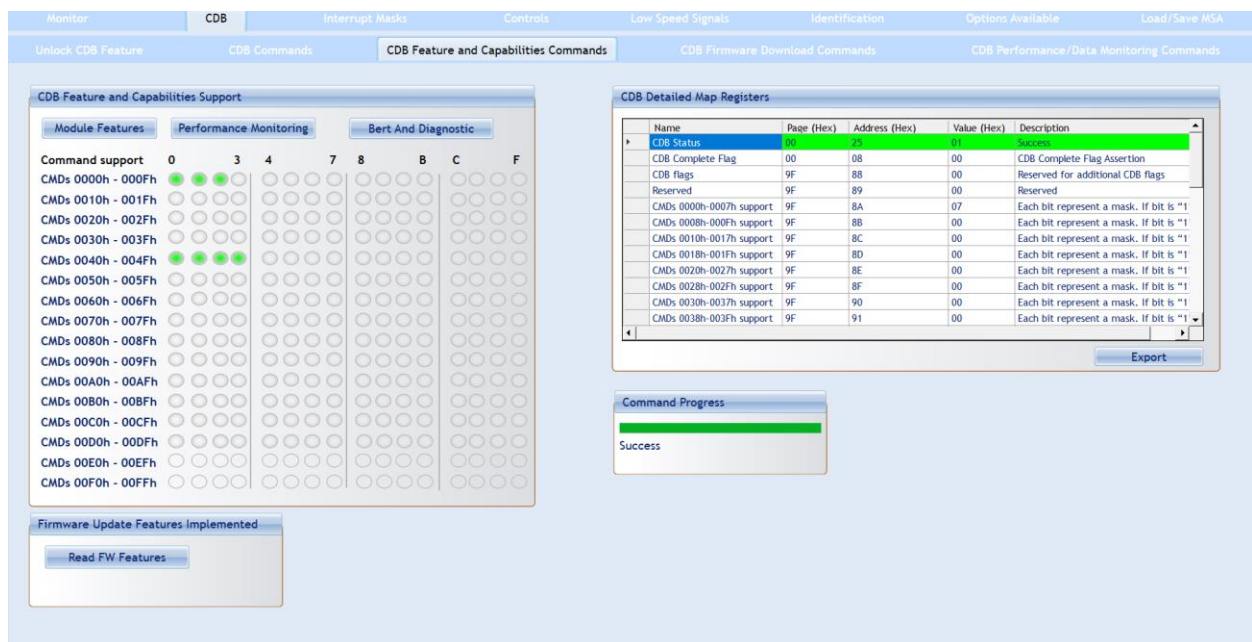 Monitor CDB Interrupt Masks Controls Low Speed Signals Identification Options Available Load/Save MSA
Unlock CDB Feature CDB Commands CDB Feature and Capabilities Commands CDB Firmware Download Commands CDB Performance/Data Monitoring Commands
CDB Feature and Capabilities Support
Module Features Performance Monitoring Bert And Diagnostic
Command support 0 3 4 7 8 B C F
CMDs 0000h - 000Fh
CMDs 0010h - 001Fh
CMDs 0020h - 002Fh
CMDs 0030h - 003Fh
CMDs 0040h - 004Fh
CMDs 0050h - 005Fh
CMDs 0060h - 006Fh
CMDs 0070h - 007Fh
CMDs 0080h - 008Fh
CMDs 0090h - 009Fh
CMDs 00A0h - 00AFh
CMDs 00B0h - 00BFh
CMDs 00C0h - 00CFh
CMDs 00D0h - 00DFh
CMDs 00E0h - 00EFh
CMDs 00F0h - 00FFh
Firmware Update Features Implemented
Read FW Features
CDB Detailed Map Registers
Name Page (Hex) Address (Hex) Value (Hex) Description
CDB Status 00 25 01 Success
CDB Complete Flag 00 08 00 CDB Complete Flag Assertion
CDB flags 9F 88 00 Reserved for additional CDB flags
Reserved 9F 89 00 Reserved
CMDs 0000h-0007h support 9F 8A 07 Each bit represent a mask. If bit is "1
CMDs 0008h-000Fh support 9F 8B 00 Each bit represent a mask. If bit is "1
CMDs 0010h-0017h support 9F 8C 00 Each bit represent a mask. If bit is "1
CMDs 0018h-001Fh support 9F 8D 00 Each bit represent a mask. If bit is "1
CMDs 0020h-0027h support 9F 8E 00 Each bit represent a mask. If bit is "1
CMDs 0028h-002Fh support 9F 8F 00 Each bit represent a mask. If bit is "1
CMDs 0030h-0037h support 9F 90 00 Each bit represent a mask. If bit is "1
CMDs 0038h-003Fh support 9F 91 00 Each bit represent a mask. If bit is "1
Export
Command Progress
Success